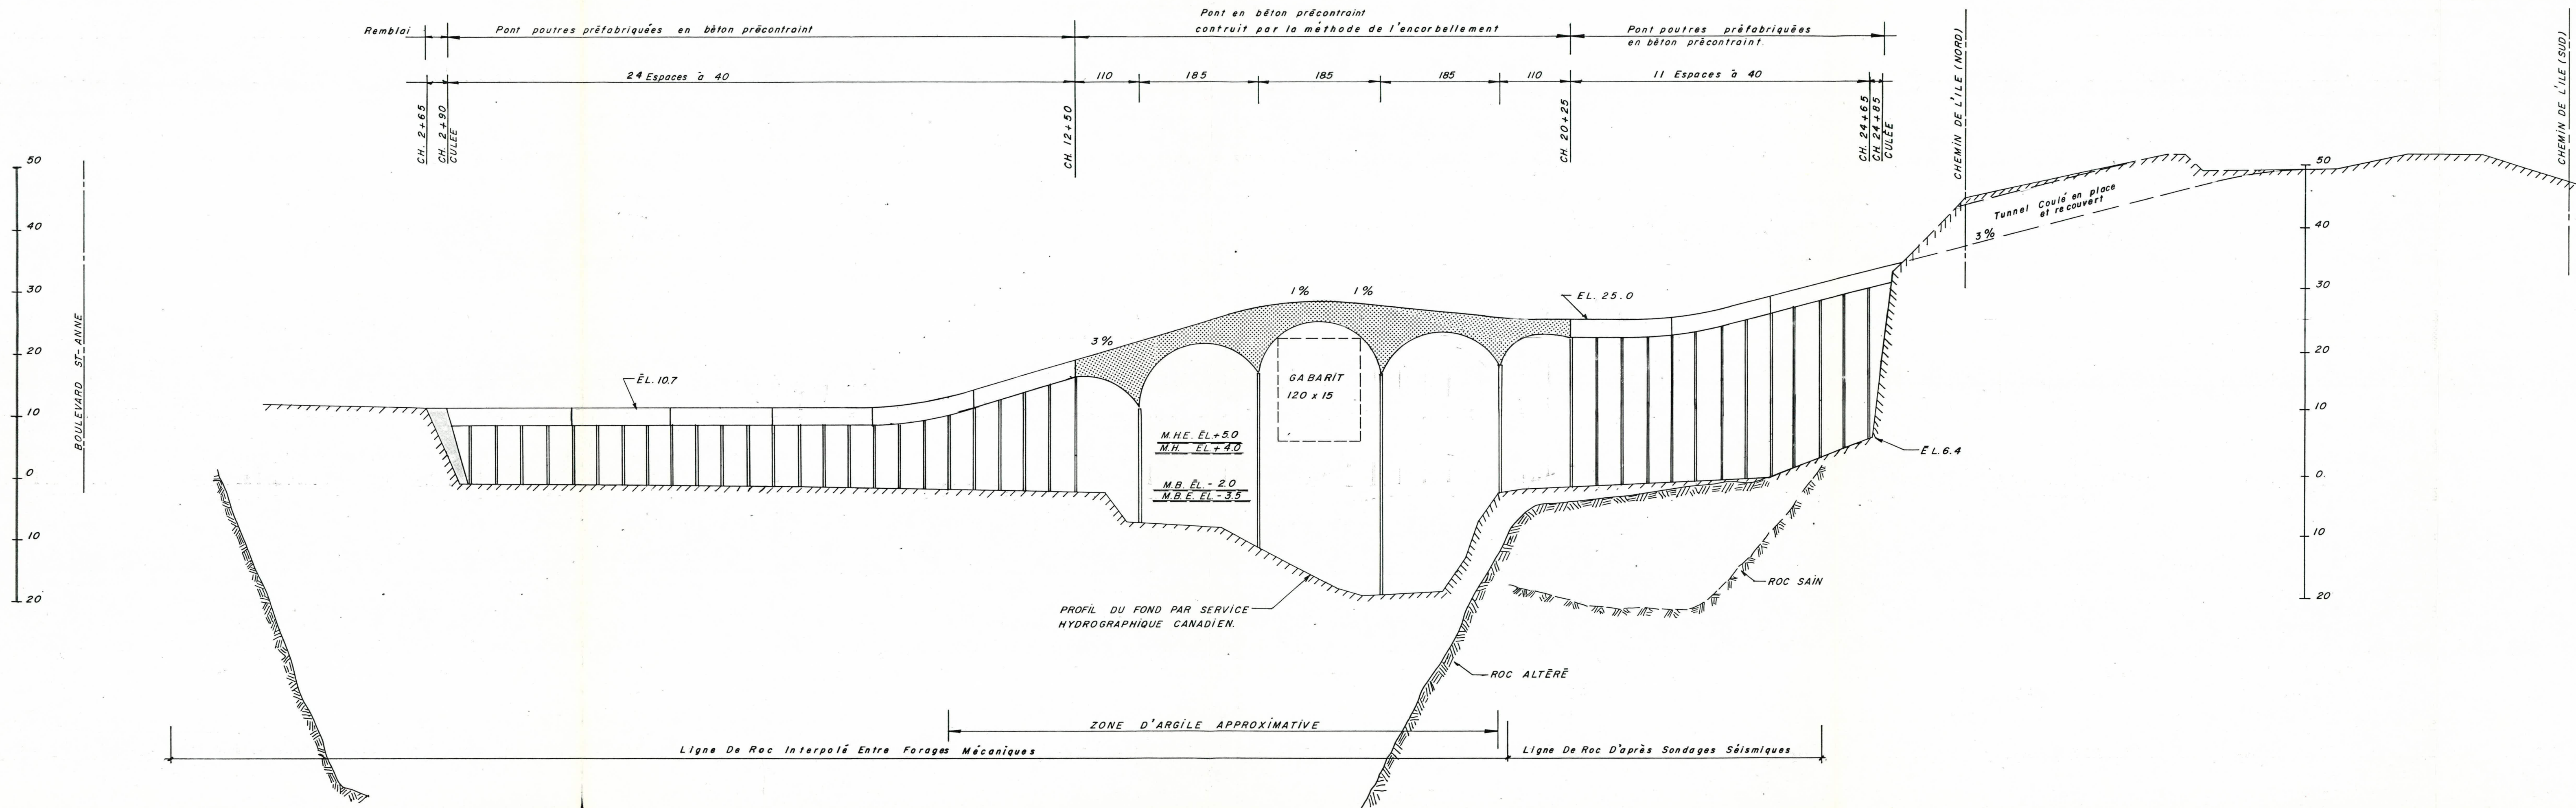 Remblai
Pont poutres préfabriquées en béton précontraint
Pont en béton précontraint
contruit par la méthode de l'encorbellement
Pont poutres préfabriquées
en béton précontraint.
24 Espaces à 40
110
185
185
185
110
11 Espaces à 40
CH. 2+65
CH. 2+90
CULÉE
CH. 12+50
CH. 20+25
CH. 24+65
CH 24+85
CULÉE
CHEMIN DE L'ILE (NORD)
CHEMIN DE L'ILE (SUD)
BOULEVARD ST-ANNE
50
40
30
20
10
0
10
20
50
40
30
20
10
0
10
20
Tunnel Coulé en place
et recouvert
3%
1%
1%
3%
EL. 25.0
ÉL. 10.7
GABARIT
120 x 15
M.H.E. ÉL.+5.0
M.H. EL.+4.0
M.B. ÉL.-2.0
M.B.E. ÉL-3.5
ÉL.6.4
PROFIL DU FOND PAR SERVICE
HYDROGRAPHIQUE CANADIEN.
ROC SAIN
ROC ALTÉRÉ
ZONE D'ARGILE APPROXIMATIVE
Ligne De Roc Interpolé Entre Forages Mécaniques
Ligne De Roc D'après Sondages Séismiques